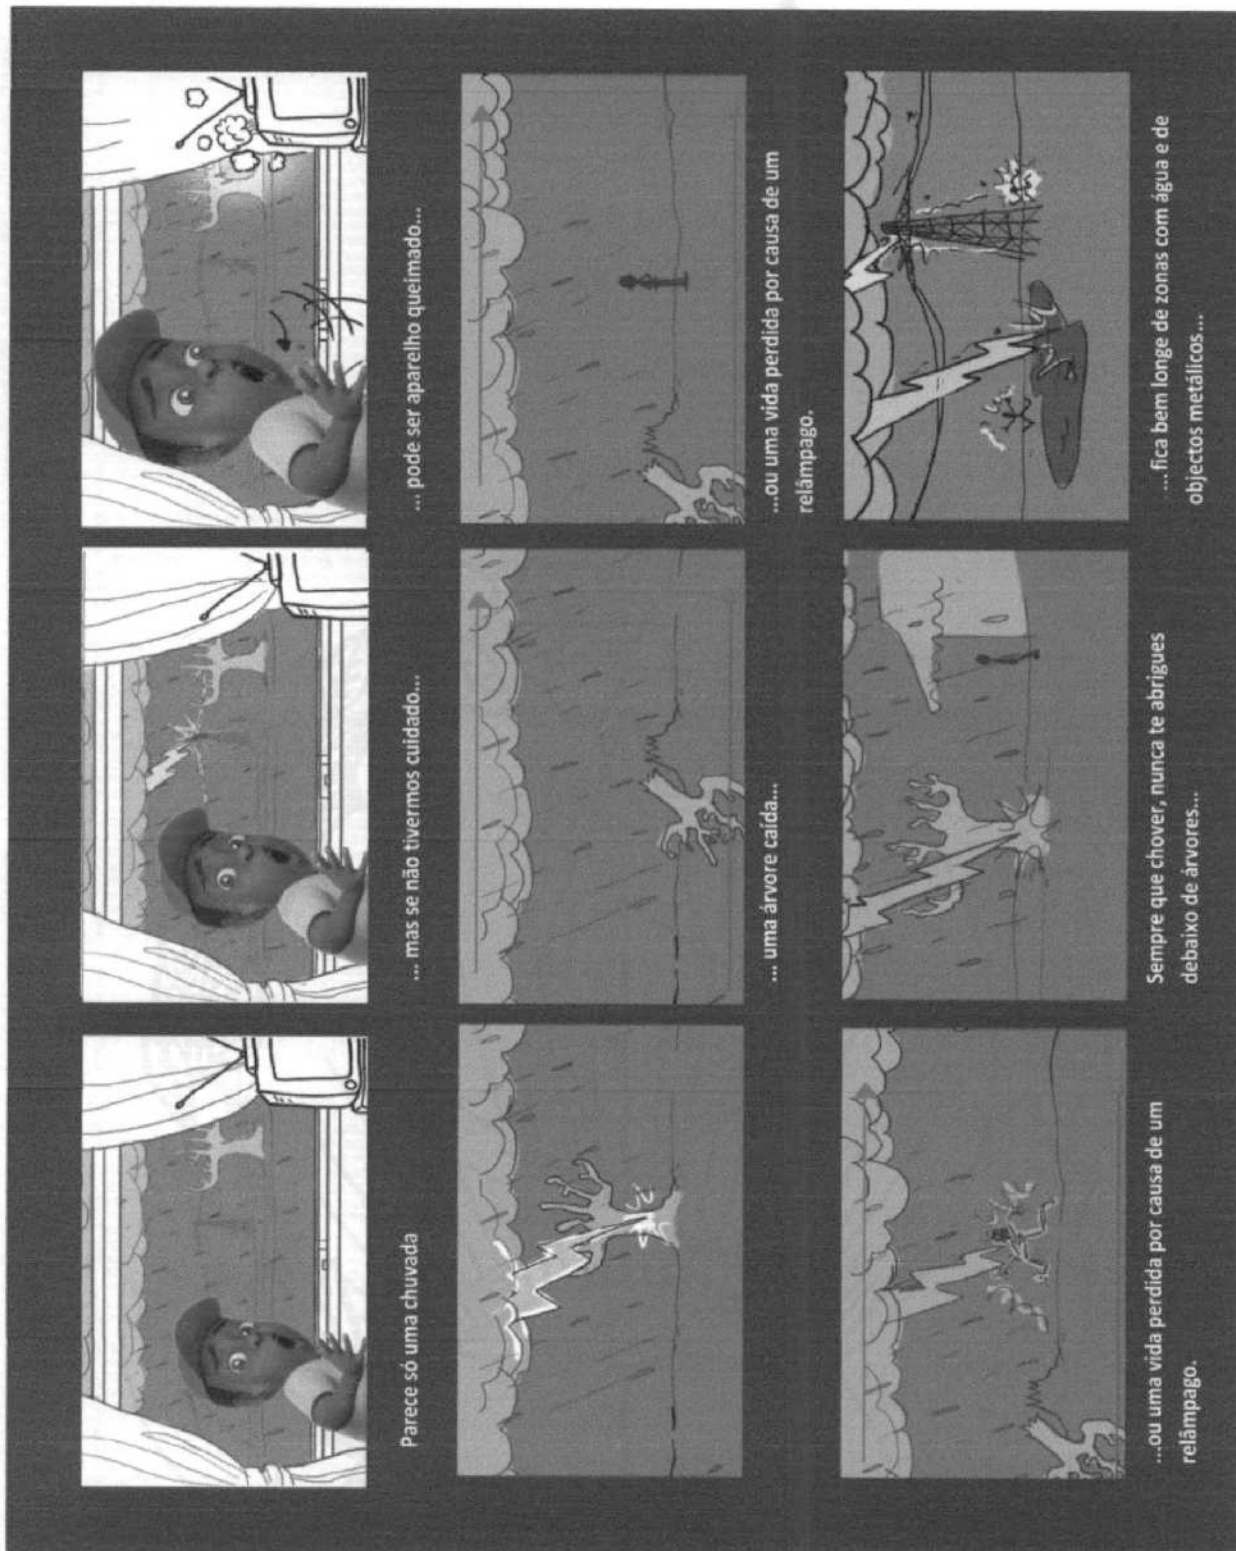 Parece só uma chuvada
... mas se não tivermos cuidado...
... pode ser aparelho queimado...
... uma árvore caída...
...ou uma vida perdida por causa de um
relâmpago.
...ou uma vida perdida por causa de um
relâmpago.
Sempre que chover, nunca te abrigues
debaixo de árvores...
....fica bem longe de zonas com água e de
objectos metálicos...